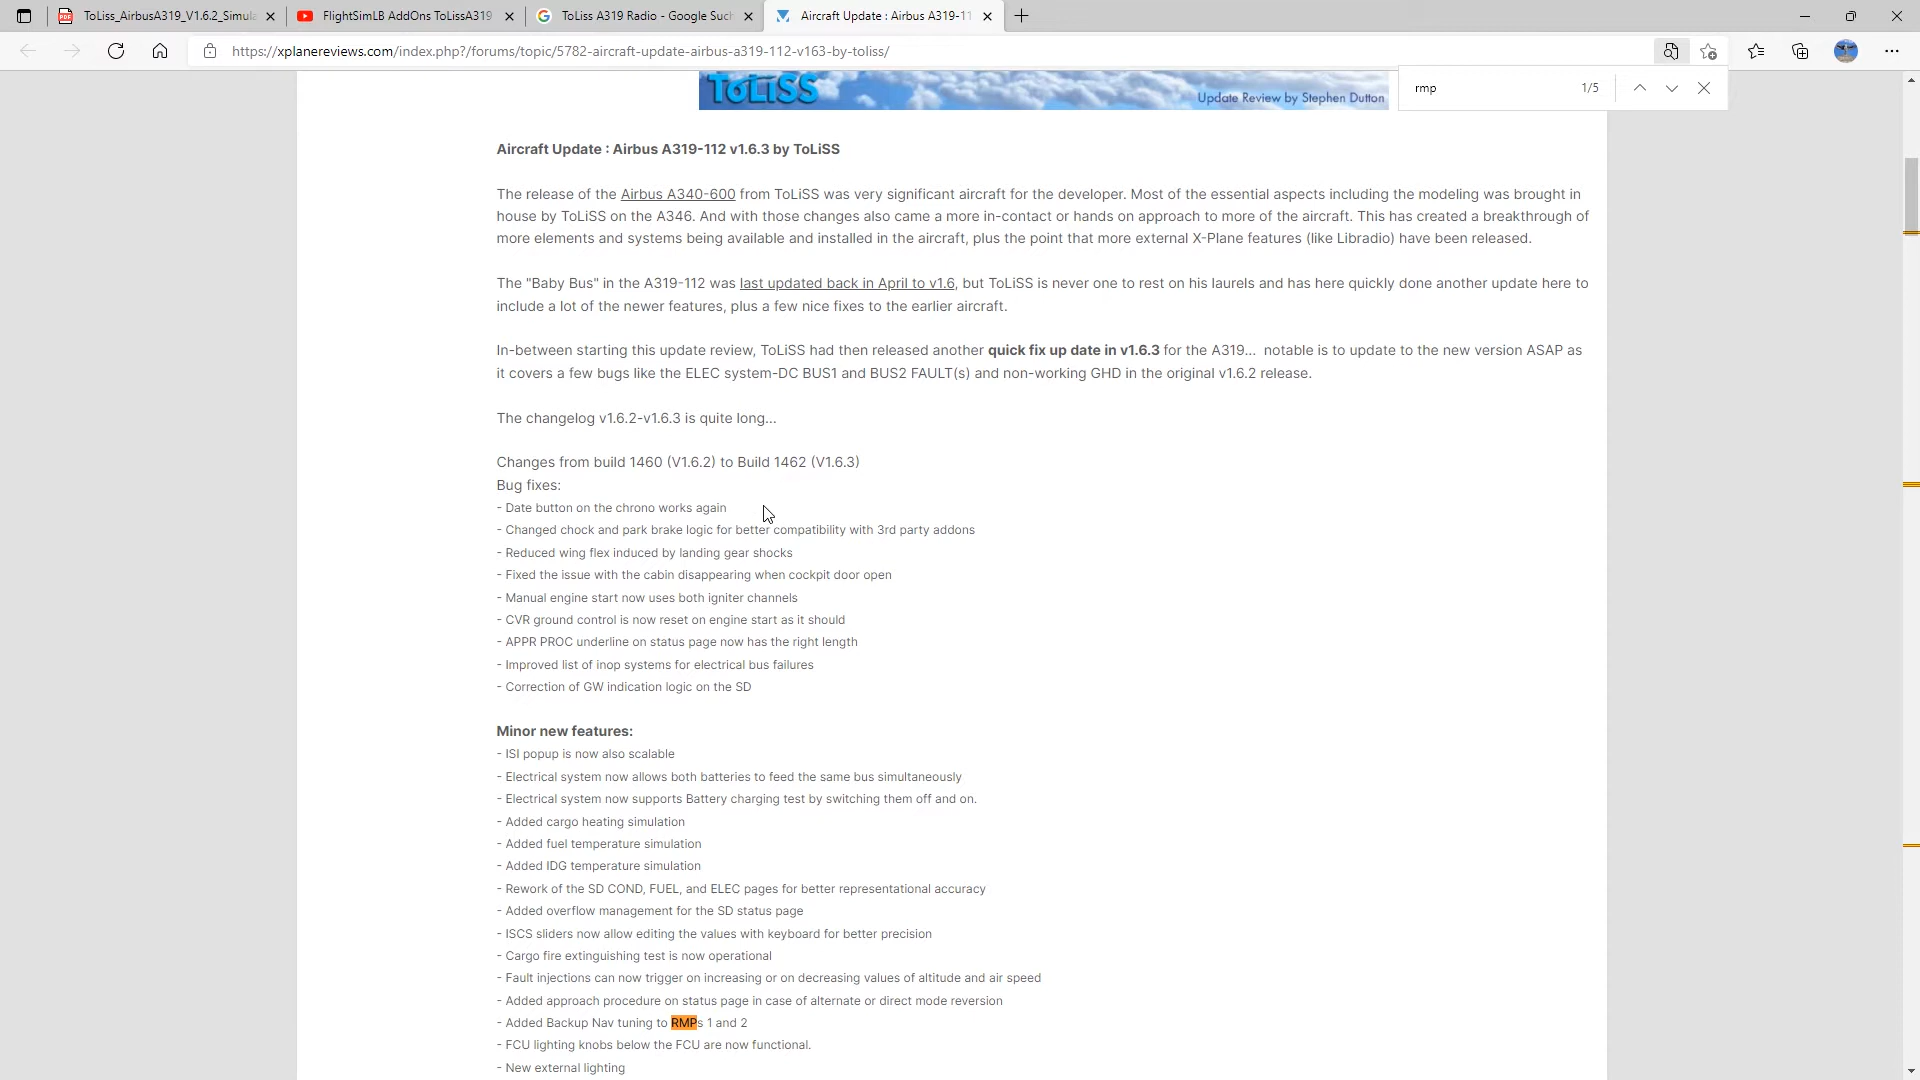 ToLiss_AirbusA319_V1.6.2_Simula
FlightSimLB AddOns ToLissA319
ToLiss A319 Radio - Google Such
Aircraft Update : Airbus A319-11
https://xplanereviews.com/index.php?/forums/topic/5782-aircraft-update-airbus-a319-112-v163-by-toliss/
rmp
1/5
ToLiSS
Update Review by Stephen Dutton
Aircraft Update : Airbus A319-112 v1.6.3 by ToLiSS
The release of the Airbus A340-600 from ToLiSS was very significant aircraft for the developer. Most of the essential aspects including the modeling was brought in
house by ToLiSS on the A346. And with those changes also came a more in-contact or hands on approach to more of the aircraft. This has created a breakthrough of
more elements and systems being available and installed in the aircraft, plus the point that more external X-Plane features (like Libradio) have been released.
The "Baby Bus" in the A319-112 was last updated back in April to v1.6, but ToLiSS is never one to rest on his laurels and has here quickly done another update here to
include a lot of the newer features, plus a few nice fixes to the earlier aircraft.
In-between starting this update review, ToLiSS had then released another quick fix up date in v1.6.3 for the A319... notable is to update to the new version ASAP as
it covers a few bugs like the ELEC system-DC BUS1 and BUS2 FAULT(s) and non-working GHD in the original v1.6.2 release.
The changelog v1.6.2-v1.6.3 is quite long...
Changes from build 1460 (V1.6.2) to Build 1462 (V1.6.3)
Bug fixes:
- Date button on the chrono works again
- Changed chock and park brake logic for better compatibility with 3rd party addons
- Reduced wing flex induced by landing gear shocks
- Fixed the issue with the cabin disappearing when cockpit door open
- Manual engine start now uses both igniter channels
- CVR ground control is now reset on engine start as it should
- APPR PROC underline on status page now has the right length
- Improved list of inop systems for electrical bus failures
- Correction of GW indication logic on the SD
Minor new features:
- ISI popup is now also scalable
- Electrical system now allows both batteries to feed the same bus simultaneously
- Electrical system now supports Battery charging test by switching them off and on.
- Added cargo heating simulation
- Added fuel temperature simulation
- Added IDG temperature simulation
- Rework of the SD COND, FUEL, and ELEC pages for better representational accuracy
- Added overflow management for the SD status page
- ISCS sliders now allow editing the values with keyboard for better precision
- Cargo fire extinguishing test is now operational
- Fault injections can now trigger on increasing or on decreasing values of altitude and air speed
- Added approach procedure on status page in case of alternate or direct mode reversion
- Added Backup Nav tuning to RMPs 1 and 2
- FCU lighting knobs below the FCU are now functional.
- New external lighting